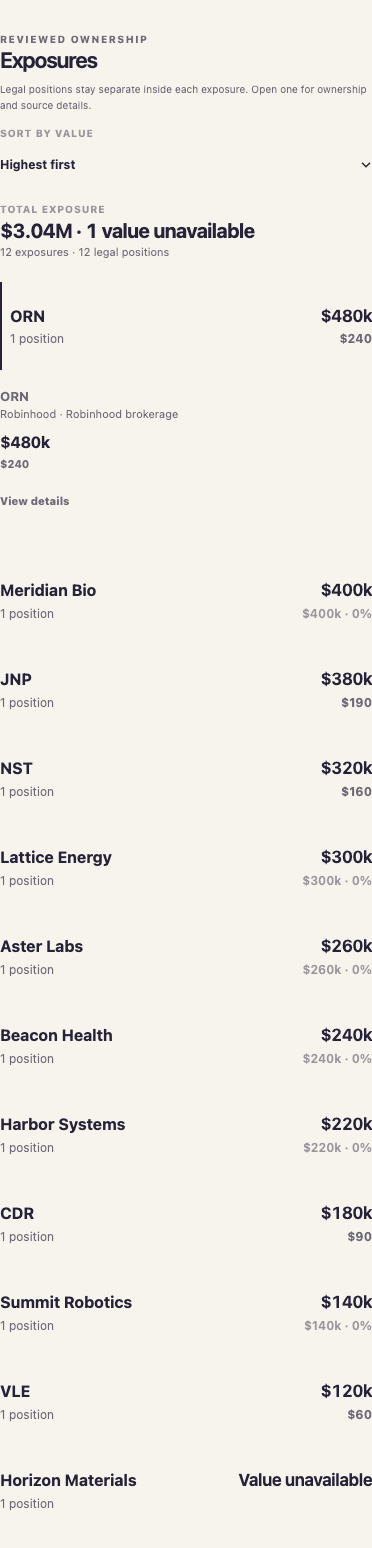 REVIEWED OWNERSHIP
Exposures
Legal positions stay separate inside each exposure. Open one for ownership
and source details.
SORT BY VALUE
Highest first
TOTAL EXPOSURE
$3.04M · 1 value unavailable
12 exposures · 12 legal positions
ORN $480k
1 position $240
ORN
Robinhood · Robinhood brokerage
$480k
$240
View details
Meridian Bio $400k
1 position $400k · 0%
JNP $380k
1 position $190
NST $320k
1 position $160
Lattice Energy $300k
1 position $300k · 0%
Aster Labs $260k
1 position $260k · 0%
Beacon Health $240k
1 position $240k · 0%
Harbor Systems $220k
1 position $220k · 0%
CDR $180k
1 position $90
Summit Robotics $140k
1 position $140k · 0%
VLE $120k
1 position $60
Horizon Materials Value unavailable
1 position